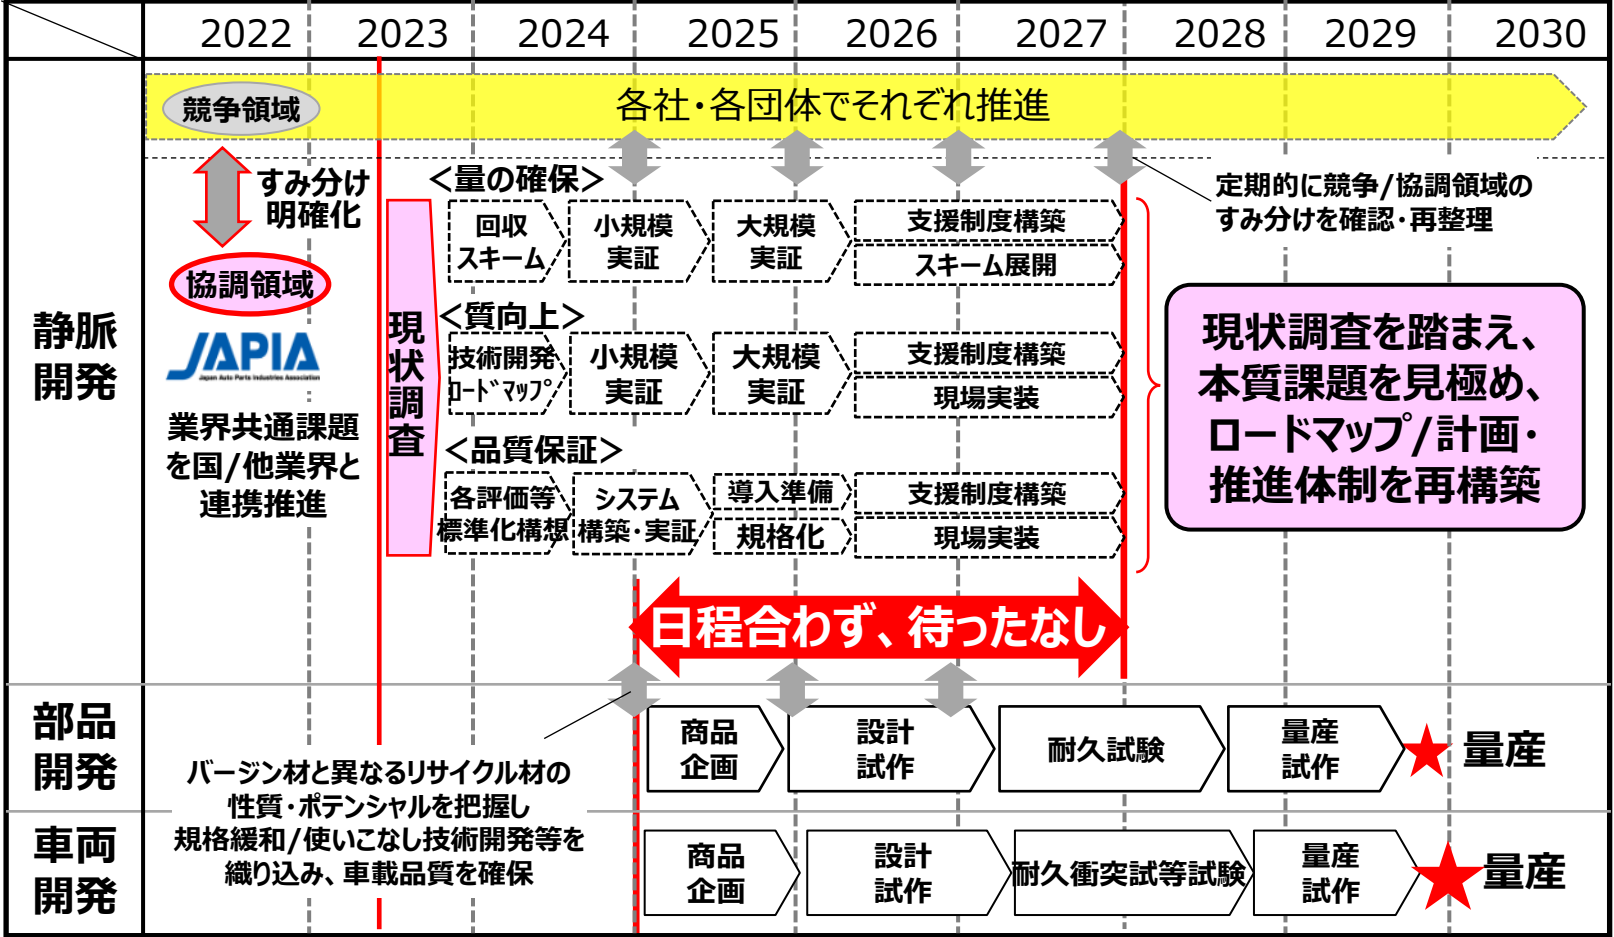 2022 2023 2024 2025 2026 2027 2028 2029 2030
静脈
開発
競争領域
各社・各団体でそれぞれ推進
すみ分け
明確化
協調領域
JAPIA
Japan Auto Parts Industries Association
業界共通課題
を国/他業界と
連携推進
現状調査
＜量の確保＞
回収
スキーム
小規模
実証
大規模
実証
支援制度構築
スキーム展開
＜質向上＞
技術開発
ﾛｰﾄﾞﾏｯﾌﾟ
小規模
実証
大規模
実証
支援制度構築
現場実装
＜品質保証＞
各評価等
標準化構想
システム
構築・実証
導入準備
規格化
支援制度構築
現場実装
定期的に競争/協調領域の
すみ分けを確認・再整理
現状調査を踏まえ、
本質課題を見極め、
ロードマップ/計画・
推進体制を再構築
日程合わず、待ったなし
部品
開発
商品
企画
設計
試作
耐久試験
量産
試作
量産
バージン材と異なるリサイクル材の
性質・ポテンシャルを把握し
規格緩和/使いこなし技術開発等を
織り込み、車載品質を確保
車両
開発
商品
企画
設計
試作
耐久衝突試等試験
量産
試作
量産